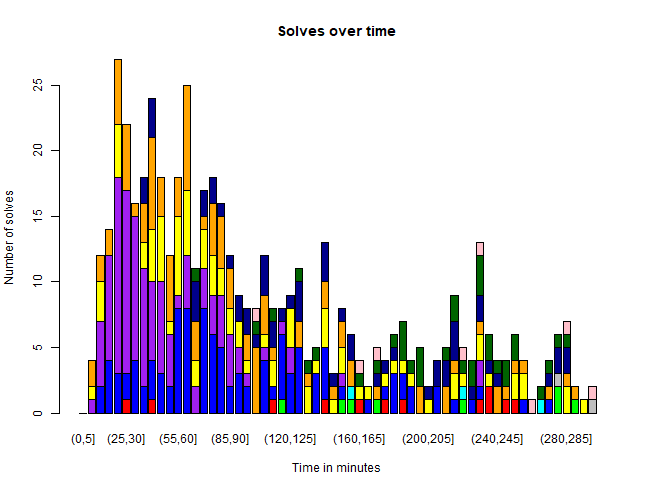 Solves over time
Number of solves
25
20
15
10
5
0
(0,5] (25,30] (55,60] (85,90] (120,125] (160,165] (200,205] (240,245] (280,285]
Time in minutes